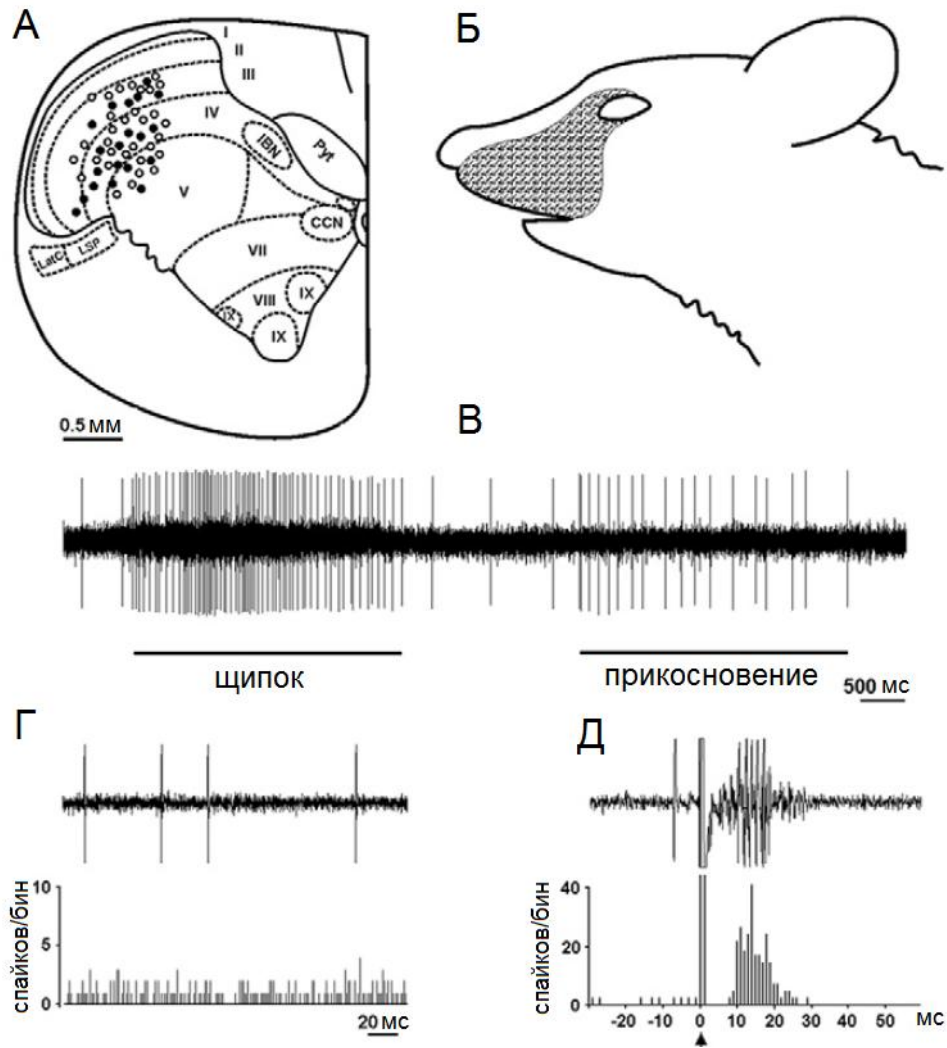 А
I
II
III
IV
V
IBN
Pyt
CCN
LatC
LSP
VII
VIII
IX
IX
IX
0.5 мм
Б
В
щипок
прикосновение
500 мс
Г
спайков/бин
10
5
0
20 мс
Д
спайков/бин
40
20
0
-20 -10 0 10 20 30 40 50 мс